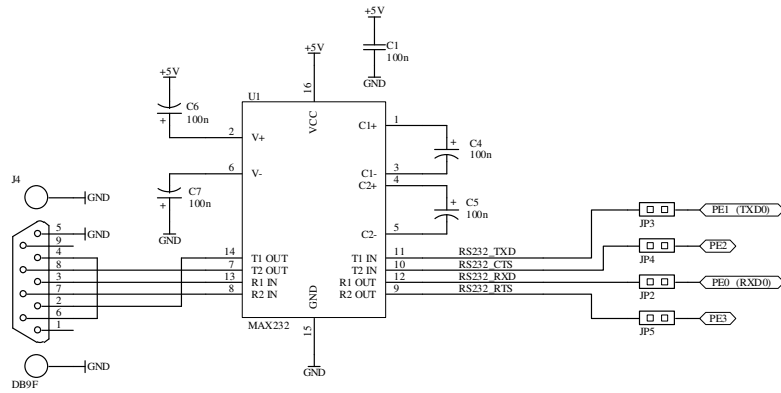 +5V
C1
100n
GND
+5V
+5V
16
VCC
U1
C6
100n
+
2
V+
C1+
1
+
C4
100n
C1-
3
6
V-
C2+
4
C7
100n
+
GND
+
C5
100n
C2-
5
J4
GND
5
GND
9
4
8
3
7
2
6
1
14
T1 OUT
7
T2 OUT
13
R1 IN
8
R2 IN
T1 IN
11
RS232_TXD
T2 IN
10
RS232_CTS
R1 OUT
12
RS232_RXD
R2 OUT
9
RS232_RTS
GND
15
MAX232
GND
JP3
PE1 (TXD0)
JP4
PE2
JP2
PE0 (RXD0)
JP5
PE3
GND
DB9F